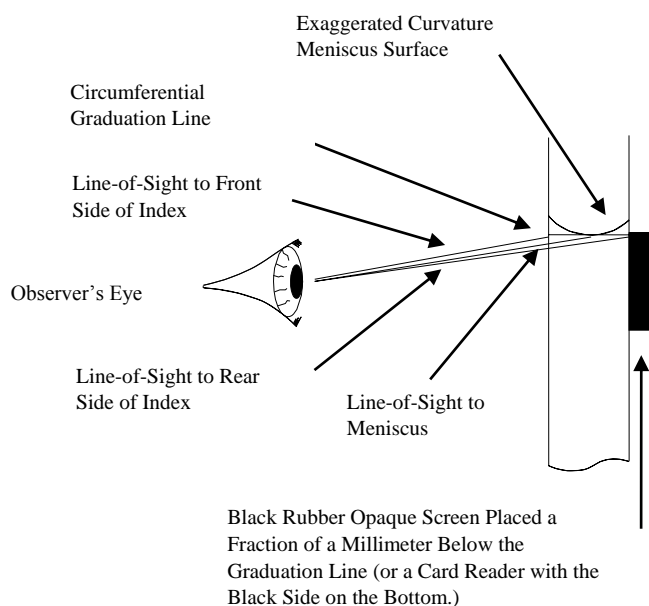 Exaggerated Curvature
Meniscus Surface
Circumferential
Graduation Line
Line-of-Sight to Front
Side of Index
Observer's Eye
Line-of-Sight to Rear
Side of Index
Line-of-Sight to
Meniscus
Black Rubber Opaque Screen Placed a
Fraction of a Millimeter Below the
Graduation Line (or a Card Reader with the
Black Side on the Bottom.)